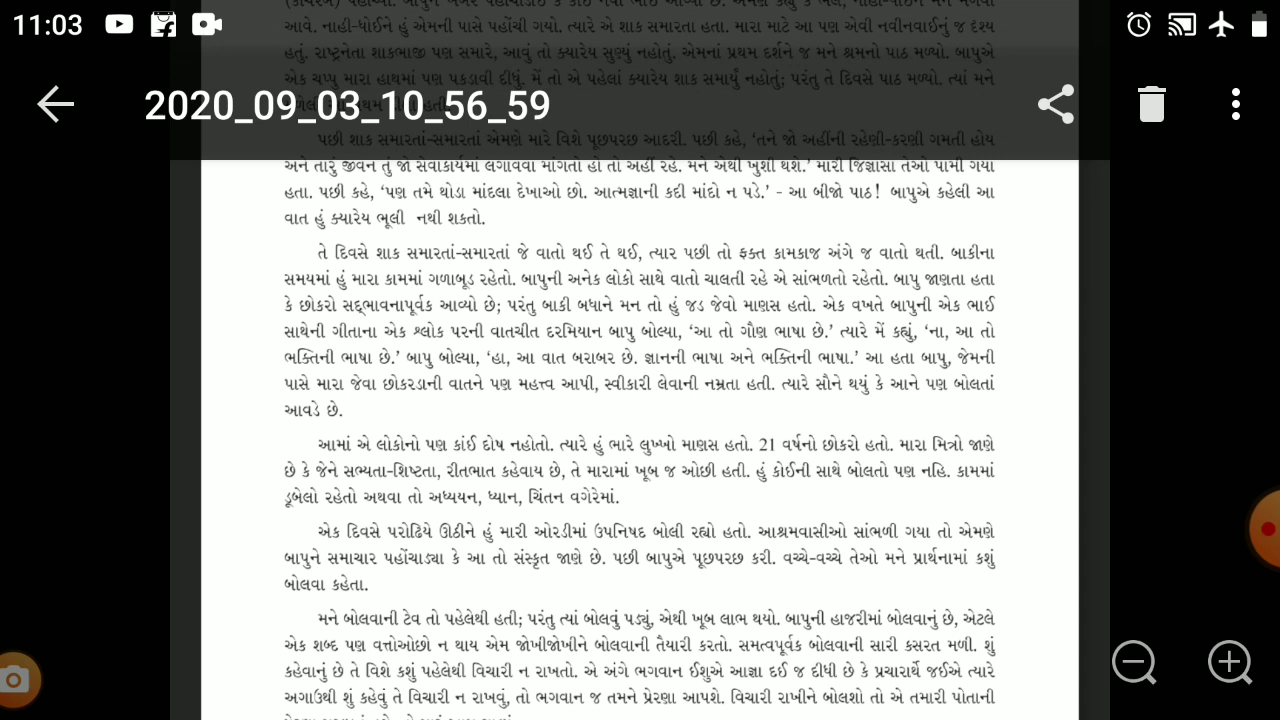 11:03
(કાર્યરત) પહોંચ્યો. બાપુને ખબર પહોંચાડાઈ કે કોઈ નવો ભાઈ આવ્યો છે. એમણે કહ્યું કે ભલે, નાહી-ધોઈને મને મળવા
આવે. નાહી-ધોઈને હું એમની પાસે પહોંચી ગયો. ત્યારે એ શાક સમારતા હતા. મારા માટે આ પણ એવી નવીનવાઈનું જ દૃશ્ય
હતું. રાષ્ટ્રનેતા શાકભાજી પણ સમારે, આવું તો ક્યારેય સુણ્યું નહોતું. એમનાં પ્રથમ દર્શને જ મને શ્રમનો પાઠ મળ્યો. બાપુએ
એક ચપ્પુ મારા હાથમાં પણ પકડાવી દીધું. મેં તો એ પહેલાં ક્યારેય શાક સમાર્યું નહોતું; પરંતુ તે દિવસે પાઠ મળ્યો. ત્યાં મને
2020_09_03_10_56_59
પછી શાક સમારતાં-સમારતાં એમણે મારે વિશે પૂછપરછ આદરી. પછી કહે, ‘તને જો અહીંની રહેણી-કરણી ગમતી હોય
અને તારું જીવન તું જો સેવાકાર્યમાં લગાવવા માંગતો હો તો અહીં રહે. મને એથી ખુશી થશે.’ મારી જિજ્ઞાસા તેઓ પામી ગયા
હતા. પછી કહે, ‘પણ તમે થોડા માંદલા દેખાઓ છો. આત્મજ્ઞાની કદી માંદો ન પડે.’ - આ બીજો પાઠ! બાપુએ કહેલી આ
વાત હું ક્યારેય ભૂલી નથી શકતો.
તે દિવસે શાક સમારતાં-સમારતાં જે વાતો થઈ તે થઈ, ત્યાર પછી તો ફક્ત કામકાજ અંગે જ વાતો થતી. બાકીના
સમયમાં હું મારા કામમાં ગળાબૂડ રહેતો. બાપુની અનેક લોકો સાથે વાતો ચાલતી રહે એ સાંભળતો રહેતો. બાપુ જાણતા હતા
કે છોકરો સદ્ભાવનાપૂર્વક આવ્યો છે; પરંતુ બાકી બધાને મન તો હું જડ જેવો માણસ હતો. એક વખતે બાપુની એક ભાઈ
સાથેની ગીતાના એક શ્લોક પરની વાતચીત દરમિયાન બાપુ બોલ્યા, ‘આ તો ગૌણ ભાષા છે.’ ત્યારે મેં કહ્યું, ‘ના, આ તો
ભક્તિની ભાષા છે.’ બાપુ બોલ્યા, ‘હા, આ વાત બરાબર છે. જ્ઞાનની ભાષા અને ભક્તિની ભાષા.’ આ હતા બાપુ, જેમની
પાસે મારા જેવા છોકરડાની વાતને પણ મહત્ત્વ આપી, સ્વીકારી લેવાની નમ્રતા હતી. ત્યારે સૌને થયું કે આને પણ બોલતાં
આવડે છે.
આમાં એ લોકોનો પણ કાંઈ દોષ નહોતો. ત્યારે હું ભારે લુખ્ખો માણસ હતો. 21 વર્ષનો છોકરો હતો. મારા મિત્રો જાણે
છે કે જેને સભ્યતા-શિષ્ટતા, રીતભાત કહેવાય છે, તે મારામાં ખૂબ જ ઓછી હતી. હું કોઈની સાથે બોલતો પણ નહિ. કામમાં
ડૂબેલો રહેતો અથવા તો અધ્યયન, ધ્યાન, ચિંતન વગેરેમાં.
એક દિવસે પરોઢિયે ઊઠીને હું મારી ઓરડીમાં ઉપનિષદ બોલી રહ્યો હતો. આશ્રમવાસીઓ સાંભળી ગયા તો એમણે
બાપુને સમાચાર પહોંચાડ્યા કે આ તો સંસ્કૃત જાણે છે. પછી બાપુએ પૂછપરછ કરી. વચ્ચે-વચ્ચે તેઓ મને પ્રાર્થનામાં કશું
બોલવા કહેતા.
મને બોલવાની ટેવ તો પહેલેથી હતી; પરંતુ ત્યાં બોલવું પડ્યું, એથી ખૂબ લાભ થયો. બાપુની હાજરીમાં બોલવાનું છે, એટલે
એક શબ્દ પણ વત્તોઓછો ન થાય એમ જોખીજોખીને બોલવાની તૈયારી કરતો. સમત્વપૂર્વક બોલવાની સારી કસરત મળી. શું
કહેવાનું છે તે વિશે કશું પહેલેથી વિચારી ન રાખતો. એ અંગે ભગવાન ઈશુએ આજ્ઞા દઈ જ દીધી છે કે પ્રચારાર્થે જઈએ ત્યારે
અગાઉથી શું કહેવું તે વિચારી ન રાખવું, તો ભગવાન જ તમને પ્રેરણા આપશે. વિચારી રાખીને બોલશો તો એ તમારી પોતાની